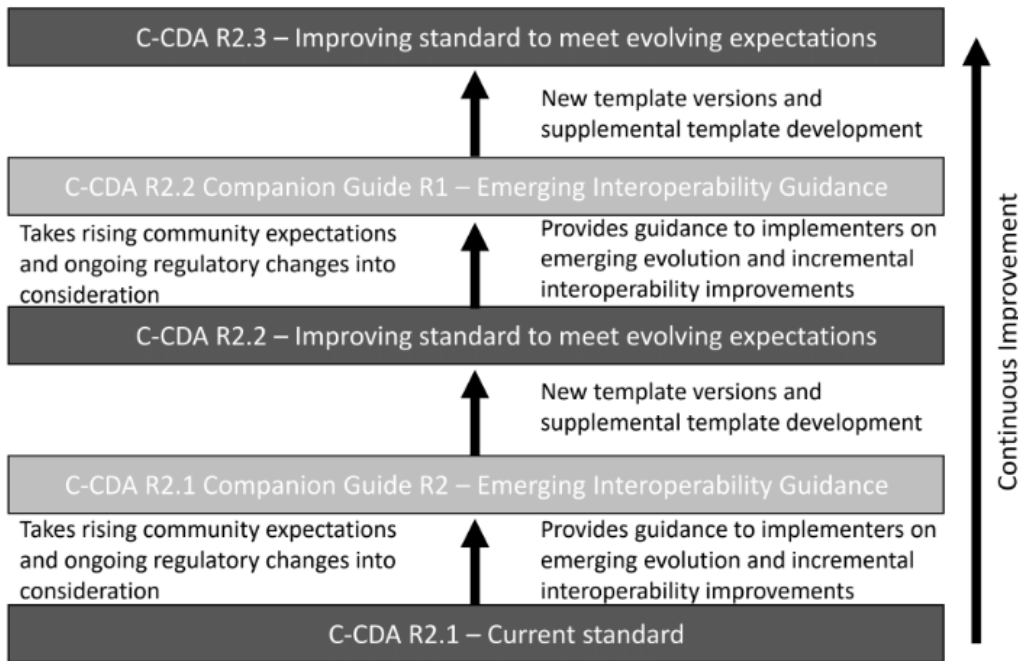 C-CDA R2.3 – Improving standard to meet evolving expectations
New template versions and
supplemental template development
C-CDA R2.2 Companion Guide R1 – Emerging Interoperability Guidance
Takes rising community expectations
and ongoing regulatory changes into
consideration
Provides guidance to implementers on
emerging evolution and incremental
interoperability improvements
C-CDA R2.2 – Improving standard to meet evolving expectations
New template versions and
supplemental template development
C-CDA R2.1 Companion Guide R2 – Emerging Interoperability Guidance
Takes rising community expectations
and ongoing regulatory changes into
consideration
Provides guidance to implementers on
emerging evolution and incremental
interoperability improvements
C-CDA R2.1 – Current standard
Continuous Improvement